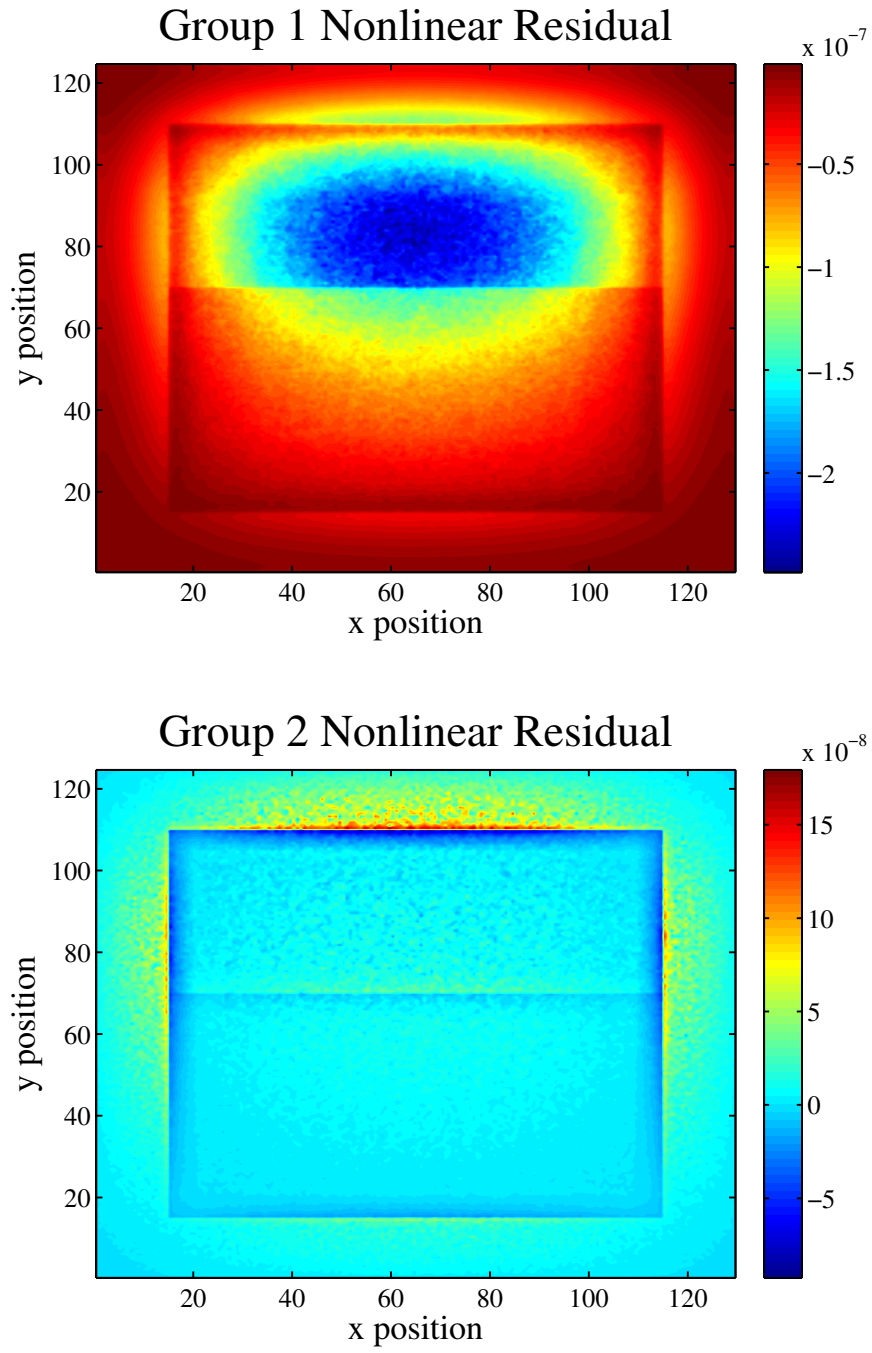 Group 1 Nonlinear Residual
x 10⁻⁷
120
100
80
60
40
20
y position
20 40 60 80 100 120
x position
−0.5
−1
−1.5
−2
Group 2 Nonlinear Residual
x 10⁻⁸
120
100
80
60
40
20
y position
20 40 60 80 100 120
x position
15
10
5
0
−5